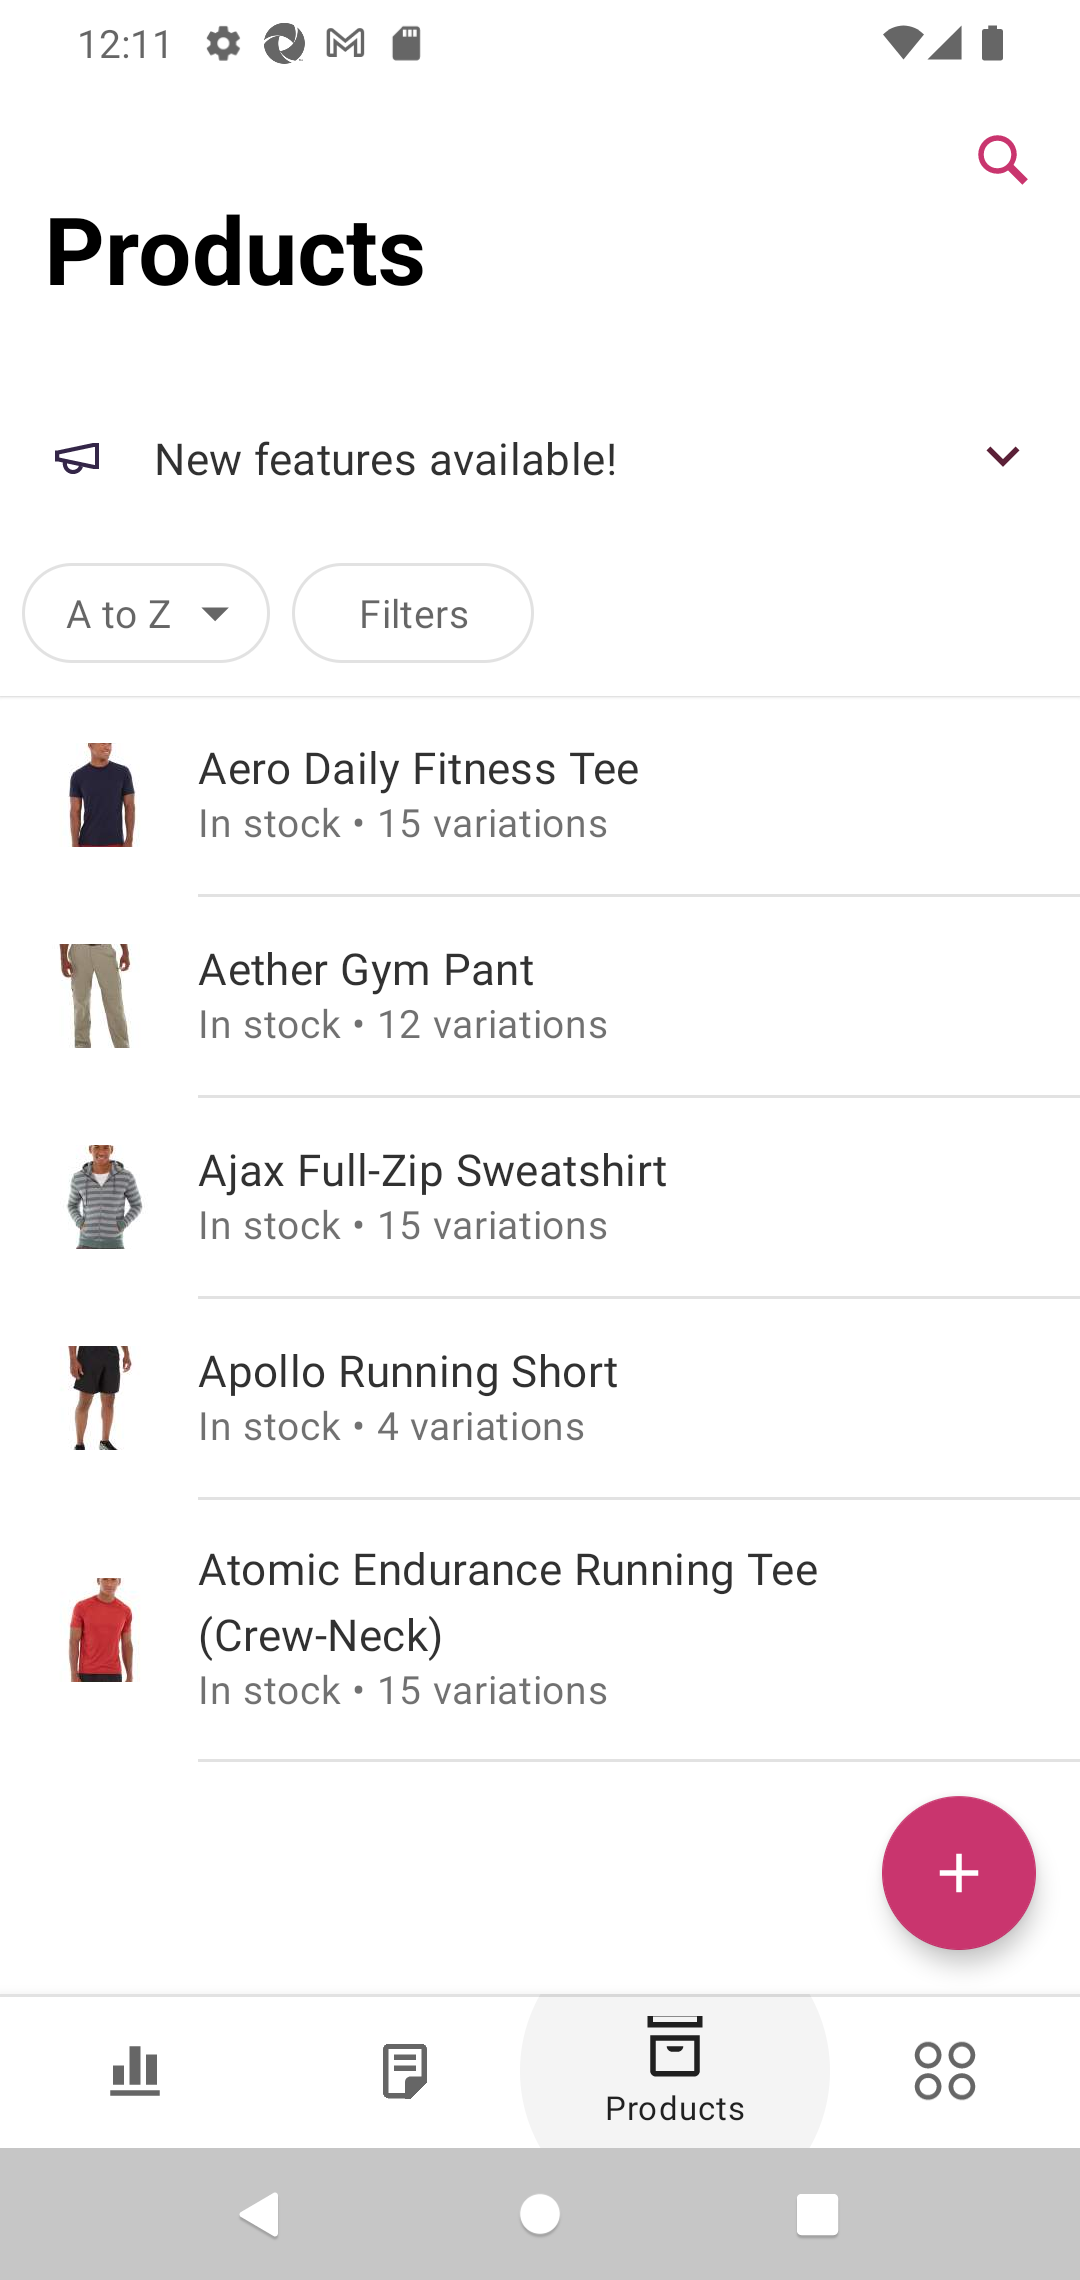 12:11
Products
New features available!
A to Z
Filters
Aero Daily Fitness Tee
In stock • 15 variations
Aether Gym Pant
In stock • 12 variations
Ajax Full-Zip Sweatshirt
In stock • 15 variations
Apollo Running Short
In stock • 4 variations
Atomic Endurance Running Tee
(Crew-Neck)
In stock • 15 variations
Products